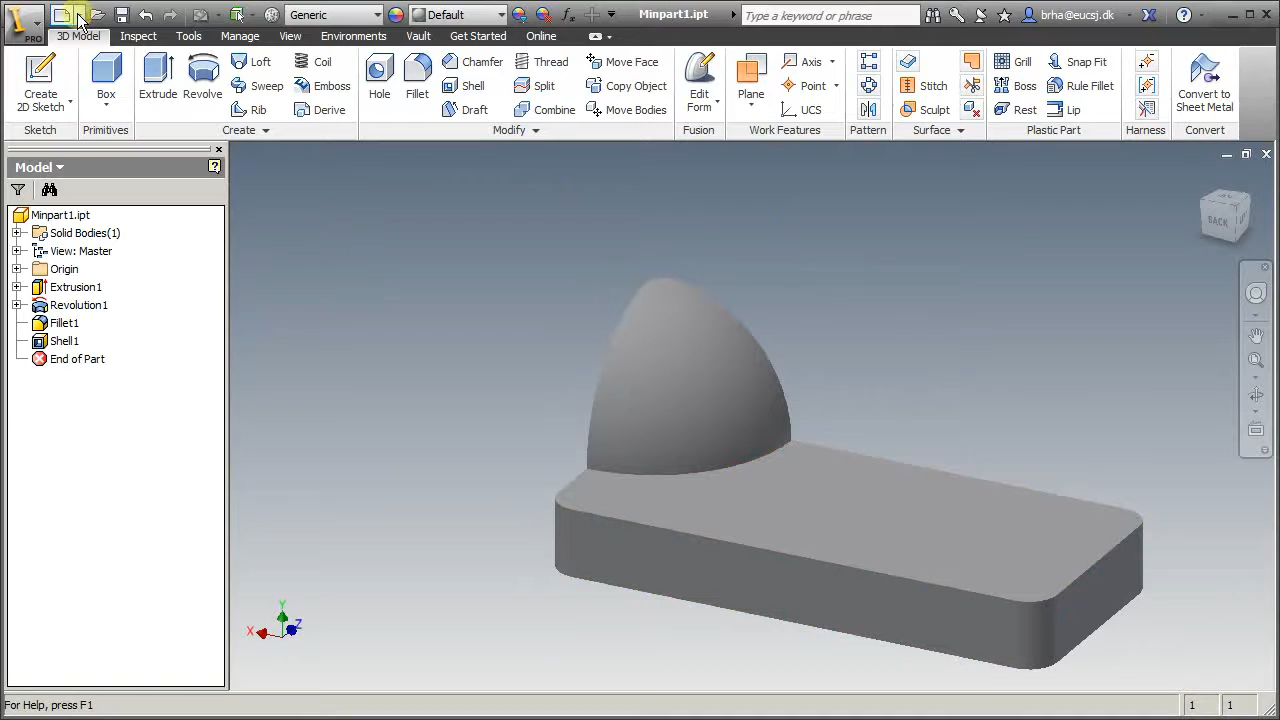 PRO
Generic
Default
Minpart1.ipt
Type a keyword or phrase
brha@eucsj.dk
3D Model
Inspect
Tools
Manage
View
Environments
Vault
Get Started
Online
Create
2D Sketch
Box
Extrude
Revolve
Loft
Sweep
Rib
Coil
Emboss
Derive
Hole
Fillet
Chamfer
Shell
Draft
Thread
Split
Combine
Move Face
Copy Object
Move Bodies
Edit
Form
Plane
Axis
Point
UCS
Stitch
Sculpt
Grill
Boss
Rest
Snap Fit
Rule Fillet
Lip
Convert to
Sheet Metal
Sketch
Primitives
Create
Modify
Fusion
Work Features
Pattern
Surface
Plastic Part
Harness
Convert
Model
Minpart1.ipt
Solid Bodies(1)
View: Master
Origin
Extrusion1
Revolution1
Fillet1
Shell1
End of Part
BACK
Y
X
Z
For Help, press F1
1
1